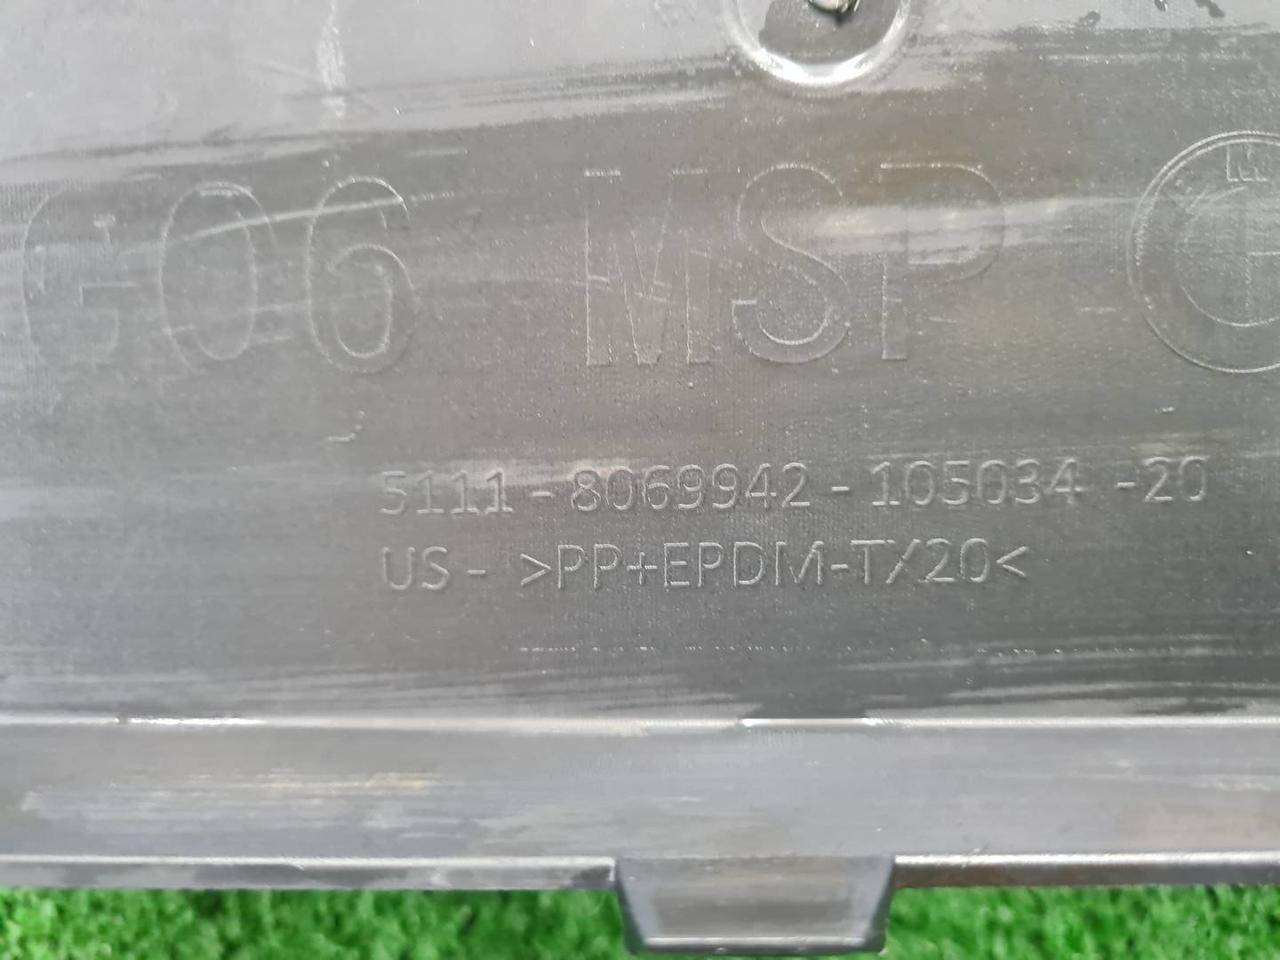 G06 MSP
M
5111 - 8069942 - 105034 -20
US - >PP+EPDM-TX20<